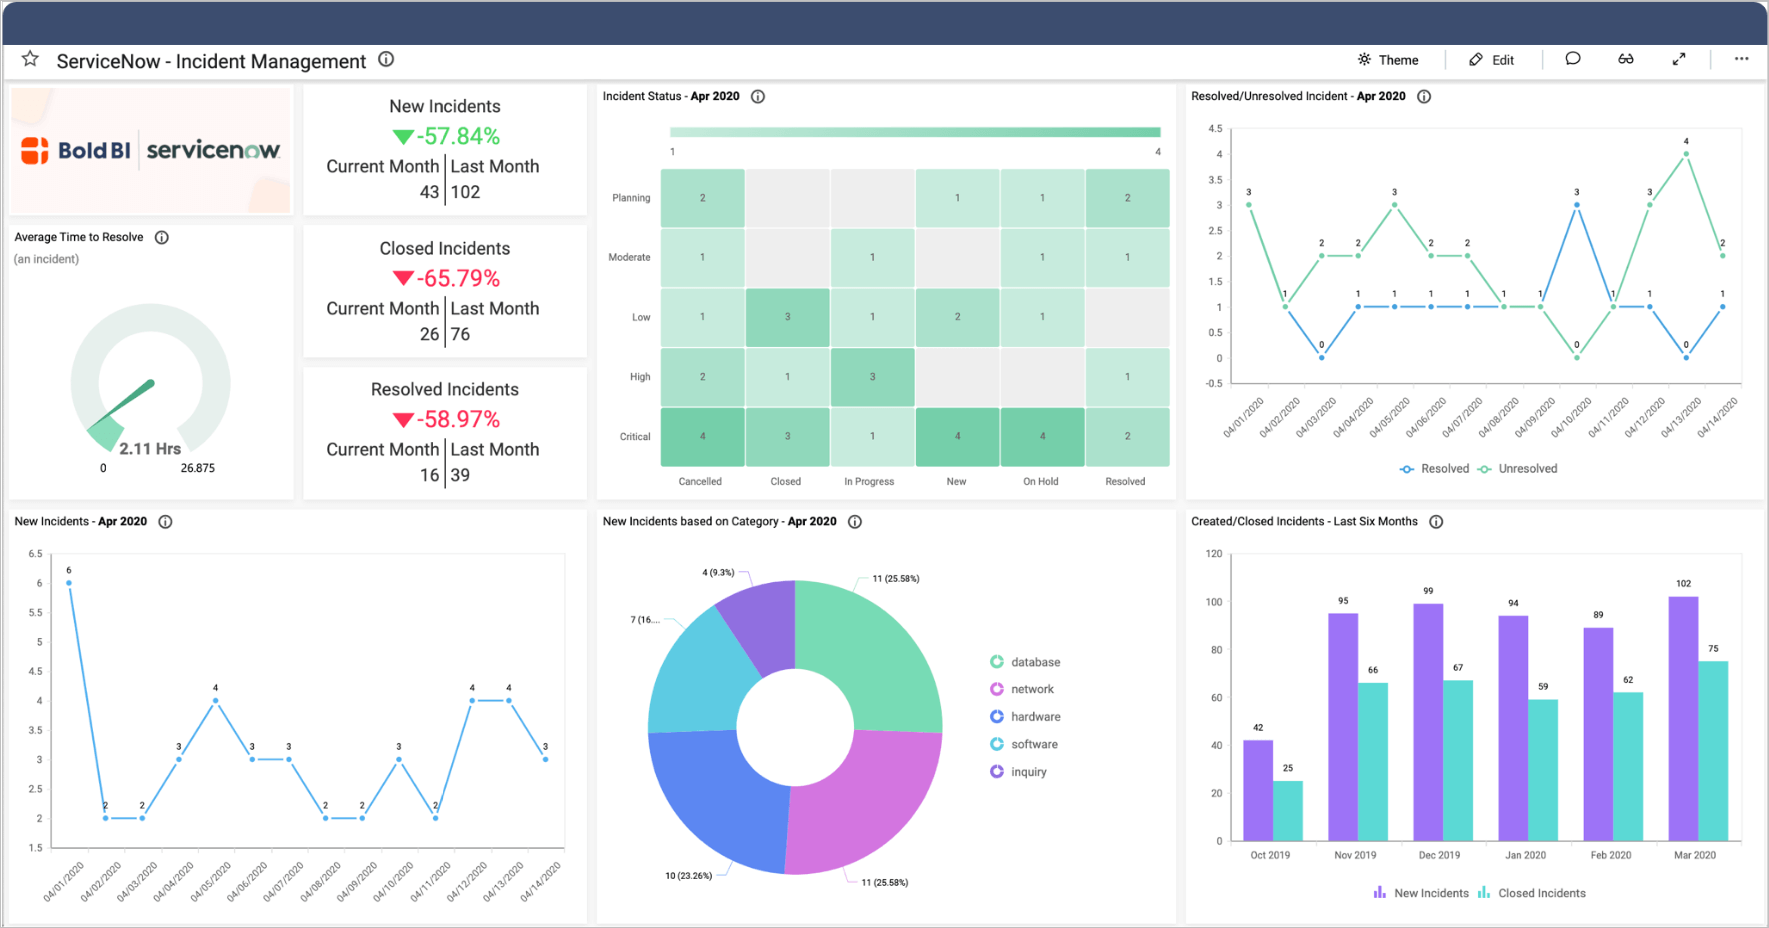 ServiceNow - Incident Management
Theme
Edit
Bold BI | servicenow
New Incidents
-57.84%
Current Month | Last Month
43 | 102
Average Time to Resolve
(an incident)
2.11 Hrs
0 26.875
Closed Incidents
-65.79%
Current Month | Last Month
26 | 76
Resolved Incidents
-58.97%
Current Month | Last Month
16 | 39
Incident Status - Apr 2020
1 4
Planning 2 1 1 2
Moderate 1 1 1 1
Low 1 3 1 2 1
High 2 1 3 1
Critical 4 3 1 4 4 2
Cancelled Closed In Progress New On Hold Resolved
Resolved/Unresolved Incident - Apr 2020
4.5
4
3.5
3
2.5
2
1.5
1
0.5
0
-0.5
3 1 2 2 3 2 2 1 1 0 1 3 4 2
0 1 1 1 1 3 1 0 1
04/01/2020 04/02/2020 04/03/2020 04/04/2020 04/05/2020 04/06/2020 04/07/2020 04/08/2020 04/09/2020 04/10/2020 04/11/2020 04/12/2020 04/13/2020 04/14/2020
Resolved Unresolved
New Incidents - Apr 2020
6.5
6
5.5
5
4.5
4
3.5
3
2.5
2
1.5
6 2 2 3 4 3 3 2 2 3 2 4 4 3
04/01/2020 04/02/2020 04/03/2020 04/04/2020 04/05/2020 04/06/2020 04/07/2020 04/08/2020 04/09/2020 04/10/2020 04/11/2020 04/12/2020 04/13/2020 04/14/2020
New Incidents based on Category - Apr 2020
4 (9.3%)
11 (25.58%)
7 (16....
10 (23.26%)
11 (25.58%)
database
network
hardware
software
inquiry
Created/Closed Incidents - Last Six Months
120
100
80
60
40
20
0
42 25 95 66 99 67 94 59 89 62 102 75
Oct 2019 Nov 2019 Dec 2019 Jan 2020 Feb 2020 Mar 2020
New Incidents Closed Incidents